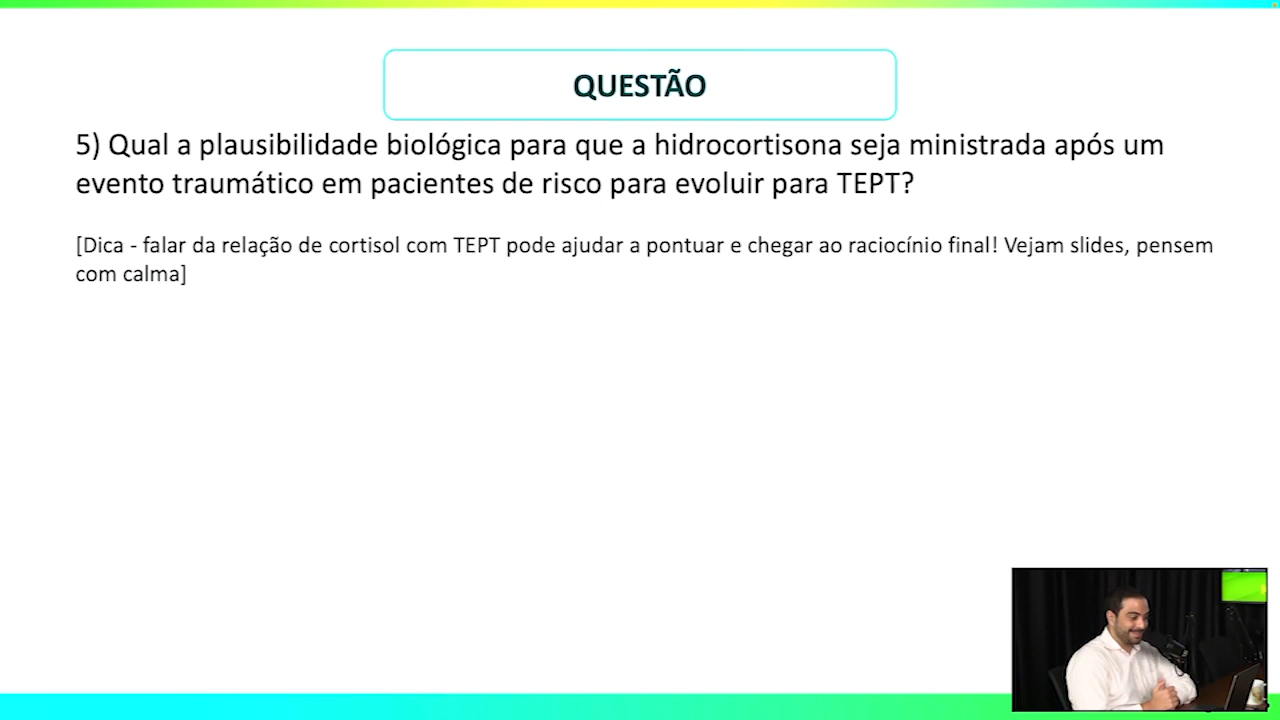 QUESTÃO
5) Qual a plausibilidade biológica para que a hidrocortisona seja ministrada após um
evento traumático em pacientes de risco para evoluir para TEPT?
[Dica - falar da relação de cortisol com TEPT pode ajudar a pontuar e chegar ao raciocínio final! Vejam slides, pensem
com calma]